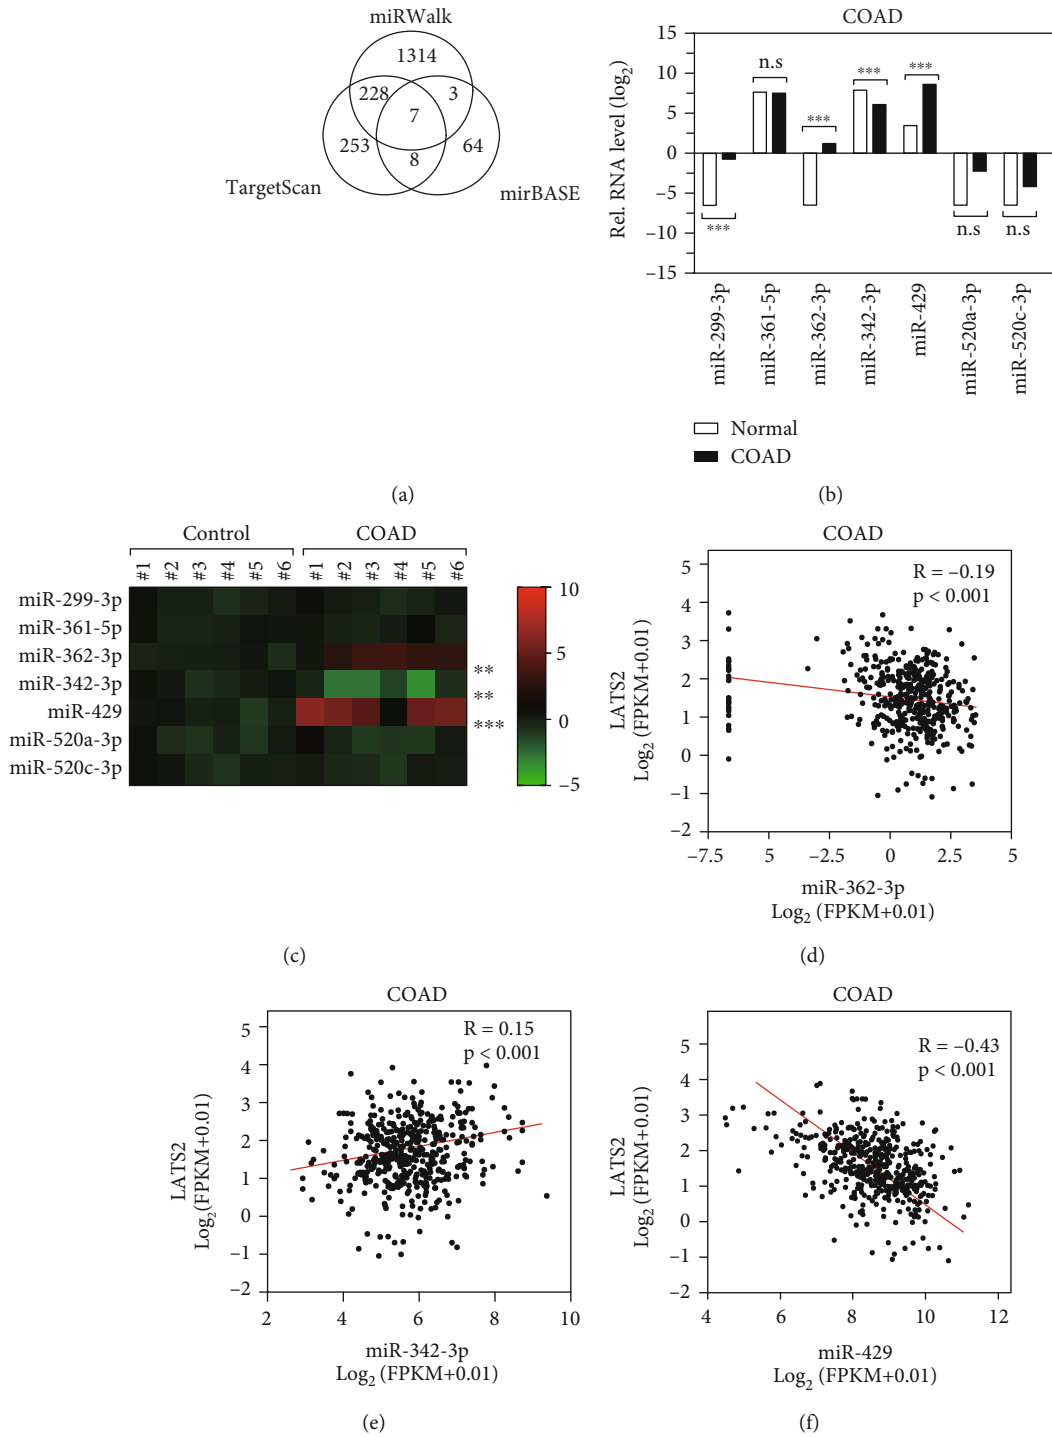 miRWalk
1314
228
3
7
253
8
64
TargetScan
mirBASE
(a)
COAD
Rel. RNA level (log2)
15
10
5
0
−5
−10
−15
***
n.s
***
***
***
n.s
n.s
miR-299-3p
miR-361-5p
miR-362-3p
miR-342-3p
miR-429
miR-520a-3p
miR-520c-3p
Normal
COAD
(b)
Control
COAD
#1
#2
#3
#4
#5
#6
#1
#2
#3
#4
#5
#6
miR-299-3p
miR-361-5p
miR-362-3p
miR-342-3p
miR-429
miR-520a-3p
miR-520c-3p
**
**
***
10
5
0
−5
(c)
COAD
R = −0.19
p < 0.001
LATS2
Log2 (FPKM+0.01)
5
4
3
2
1
0
−1
−2
−7.5
5
−2.5
0
2.5
5
miR-362-3p
Log2 (FPKM+0.01)
(d)
COAD
R = 0.15
p < 0.001
LATS2
Log2(FPKM+0.01)
5
4
3
2
1
0
−1
−2
2
4
6
8
10
miR-342-3p
Log2 (FPKM+0.01)
(e)
COAD
R = −0.43
p < 0.001
LATS2
Log2 (FPKM+0.01)
5
4
3
2
1
0
−1
−2
4
6
8
10
12
miR-429
Log2 (FPKM+0.01)
(f)